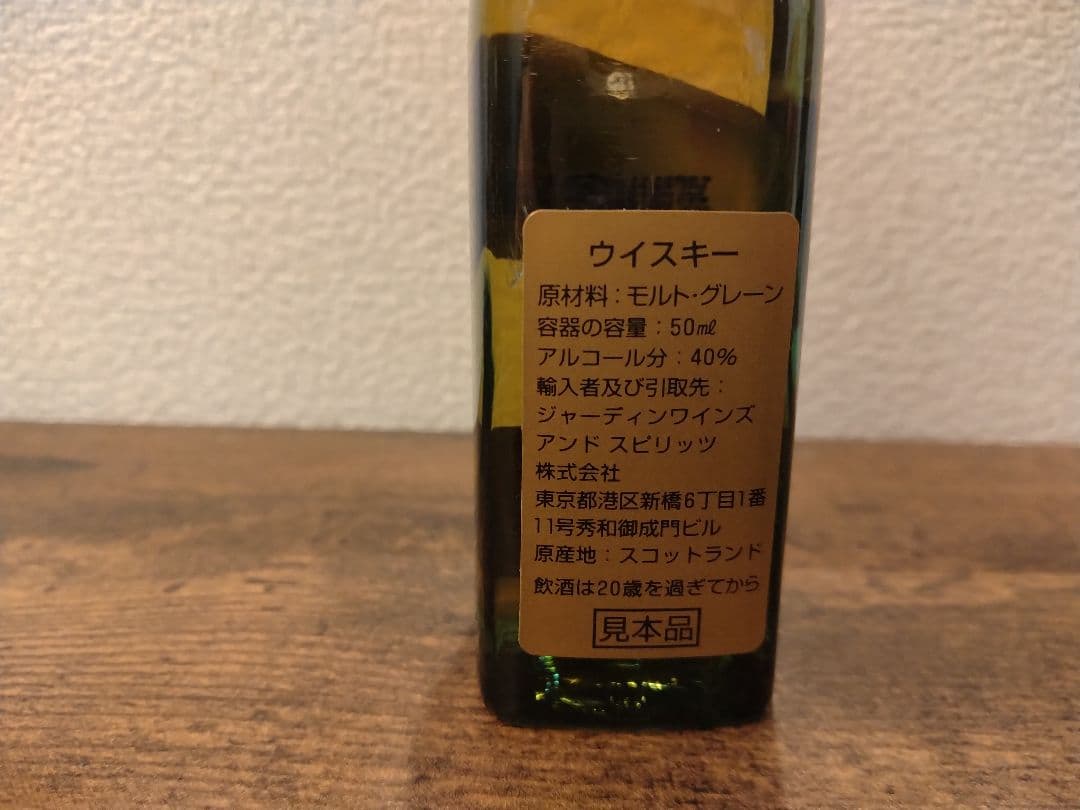 ウイスキー
原材料：モルト・グレーン
容器の容量：50㎖
アルコール分：40%
輸入者及び引取先：
ジャーディンワインズ
アンド スピリッツ
株式会社
東京都港区新橋6丁目1番
11号秀和御成門ビル
原産地：スコットランド
飲酒は20歳を過ぎてから
見本品